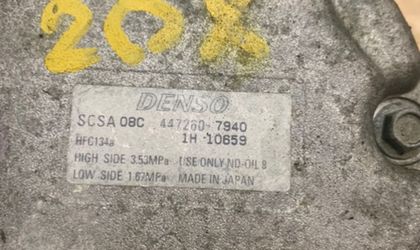 20X
DENSO
SCSA 08C 447260-7940
HFC134a 1H-10659
HIGH SIDE 3.53MPa USE ONLY ND-OIL 8
LOW SIDE 1.67MPa MADE IN JAPAN